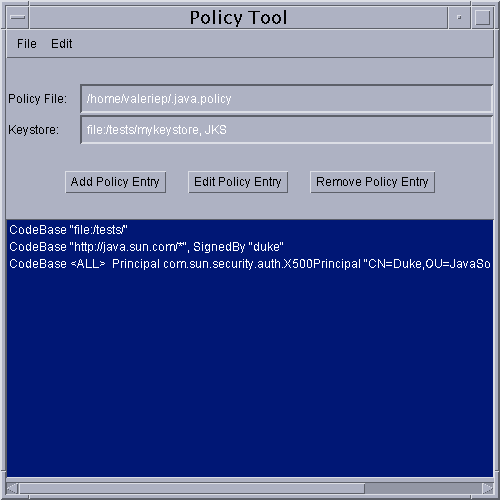 Policy Tool
File Edit
Policy File: /home/valeriep/.java.policy
Keystore: file:/tests/mykeystore, JKS
Add Policy Entry Edit Policy Entry Remove Policy Entry
CodeBase "file:/tests/"
CodeBase "http://java.sun.com/*", SignedBy "duke"
CodeBase <ALL> Principal com.sun.security.auth.X500Principal "CN=Duke,OU=JavaSo